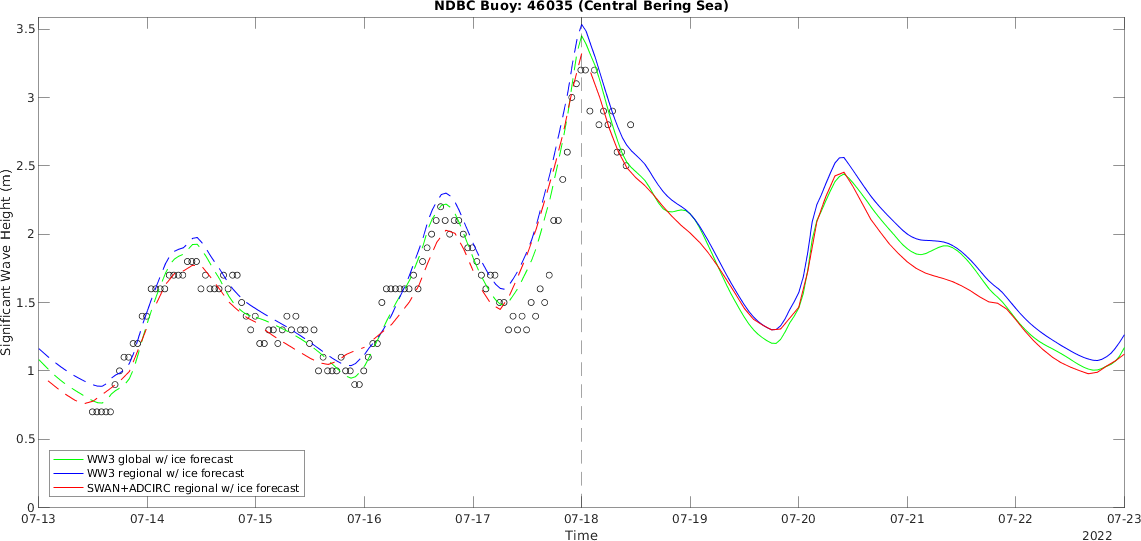 NDBC Buoy: 46035 (Central Bering Sea)
Significant Wave Height (m)
3.5
3
2.5
2
1.5
1
0.5
0
WW3 global w/ ice forecast
WW3 regional w/ ice forecast
SWAN+ADCIRC regional w/ ice forecast
07-13 07-14 07-15 07-16 07-17 07-18 07-19 07-20 07-21 07-22 07-23
Time
2022